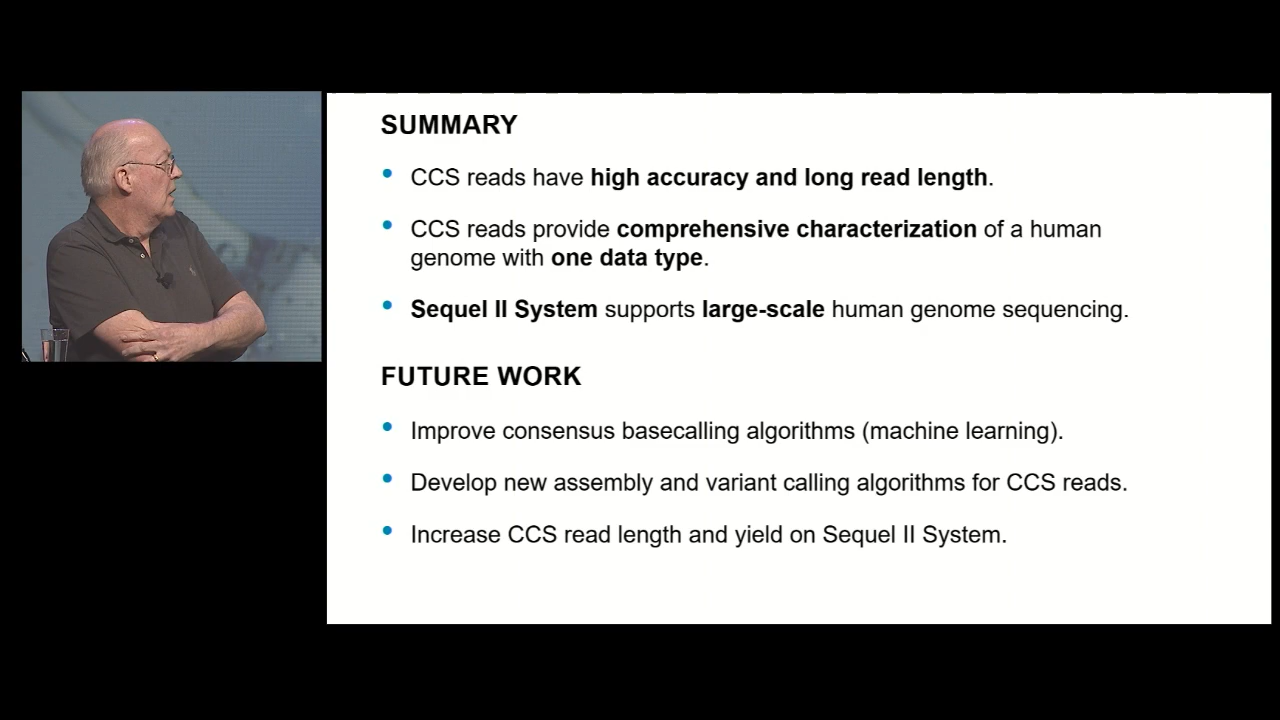 SUMMARY
• CCS reads have high accuracy and long read length.
• CCS reads provide comprehensive characterization of a human
genome with one data type.
• Sequel II System supports large-scale human genome sequencing.
FUTURE WORK
• Improve consensus basecalling algorithms (machine learning).
• Develop new assembly and variant calling algorithms for CCS reads.
• Increase CCS read length and yield on Sequel II System.